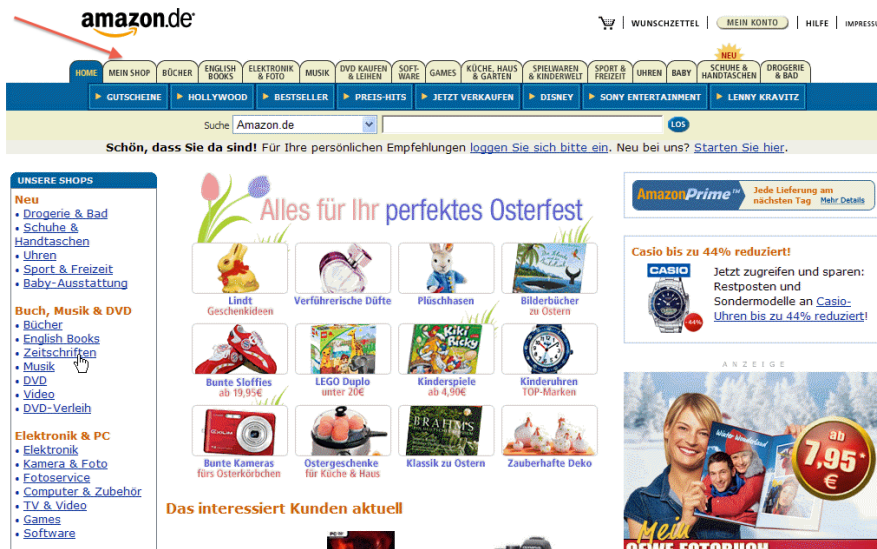 amazon.de
WUNSCHZETTEL
MEIN KONTO
HILFE
NEU
HOME
MEIN SHOP
BÜCHER
ENGLISH BOOKS
ELEKTRONIK & FOTO
MUSIK
DVD KAUFEN & LEIHEN
SOFT-WARE
GAMES
KÜCHE, HAUS & GARTEN
SPIELWAREN & KINDERWELT
SPORT & FREIZEIT
UHREN
BABY
SCHUHE & HANDTASCHEN
DROGERIE & BAD
GUTSCHEINE
HOLLYWOOD
BESTSELLER
PREIS-HITS
JETZT VERKAUFEN
DISNEY
SONY ENTERTAINMENT
LENNY KRAVITZ
Suche Amazon.de LOS
Schön, dass Sie da sind! Für Ihre persönlichen Empfehlungen loggen Sie sich bitte ein. Neu bei uns? Starten Sie hier.
UNSERE SHOPS
Neu
Drogerie & Bad
Schuhe &
Handtaschen
Uhren
Sport & Freizeit
Baby-Ausstattung
Buch, Musik & DVD
Bücher
English Books
Zeitschriften
Musik
DVD
Video
DVD-Verleih
Elektronik & PC
Elektronik
Kamera & Foto
Fotoservice
Computer & Zubehör
TV & Video
Games
Software
Alles für Ihr perfektes Osterfest
Lindt
Geschenkideen
Verführerische Düfte
Plüschhasen
Bilderbücher
zu Ostern
Bunte Sloffies
ab 19,95€
LEGO Duplo
unter 20€
Kiki
Ricky
Kinderspiele
ab 4,90€
Kinderuhren
TOP-Marken
Bunte Kameras
fürs Osterkörbchen
Ostergeschenke
für Küche & Haus
BRAHMS
Klassik zu Ostern
Zauberhafte Deko
Das interessiert Kunden aktuell
AmazonPrime™
Jede Lieferung am
nächsten Tag Mehr Details
Casio bis zu 44% reduziert!
CASIO
-44%
Jetzt zugreifen und sparen:
Restposten und
Sondermodelle an Casio-
Uhren bis zu 44% reduziert!
ANZEIGE
Winter Wonderland
ab
7,95*
€
Mein
CEWE FOTOBUCH